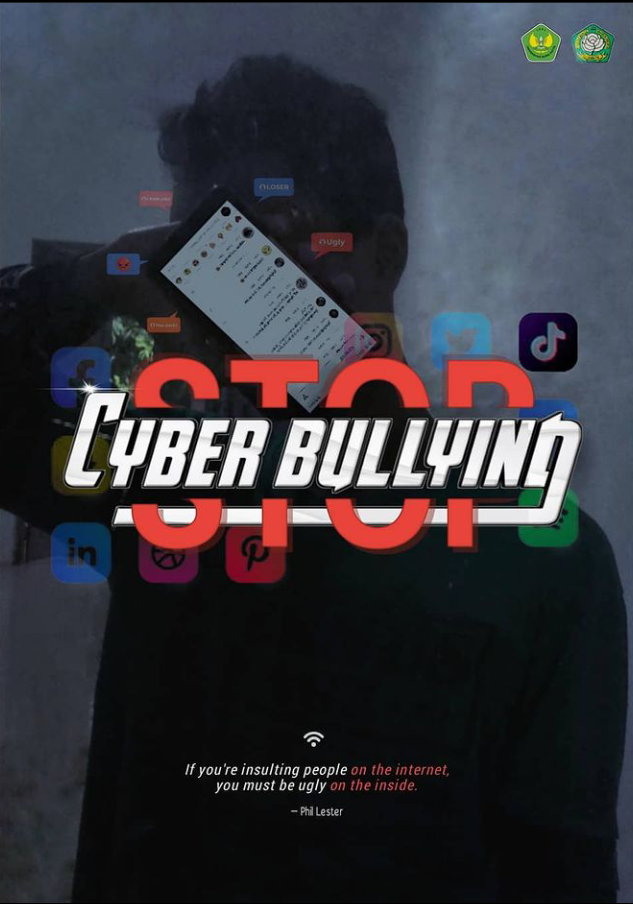 LOSER
Ugly
STOP
CYBER BULLYING
in
If you're insulting people on the internet,
you must be ugly on the inside.
– Phil Lester